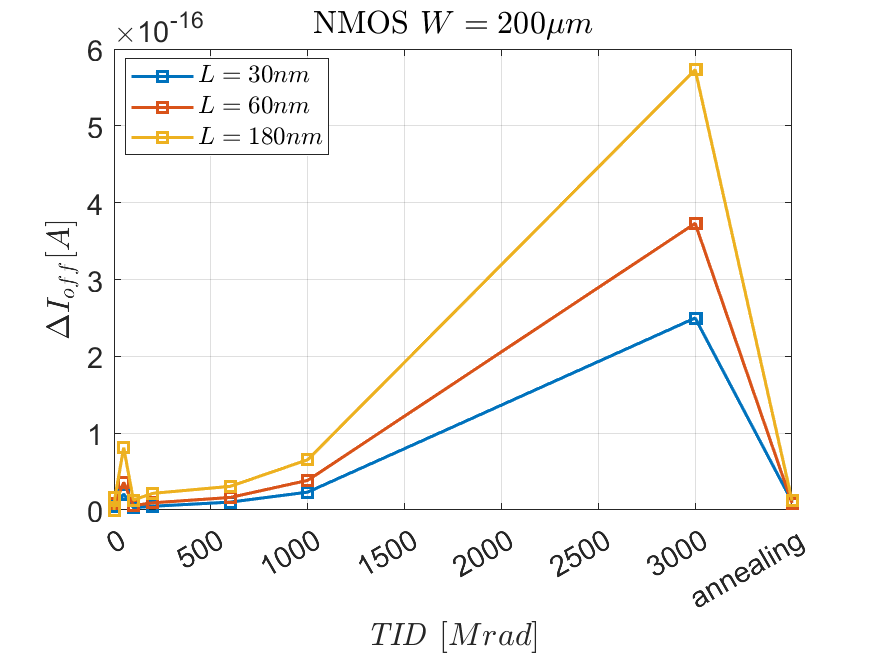 NMOS W = 200μm
×10-16
L = 30nm
L = 60nm
L = 180nm
6
5
4
3
2
1
0
ΔIoff[A]
0
500
1000
1500
2000
2500
3000
annealing
TID [Mrad]